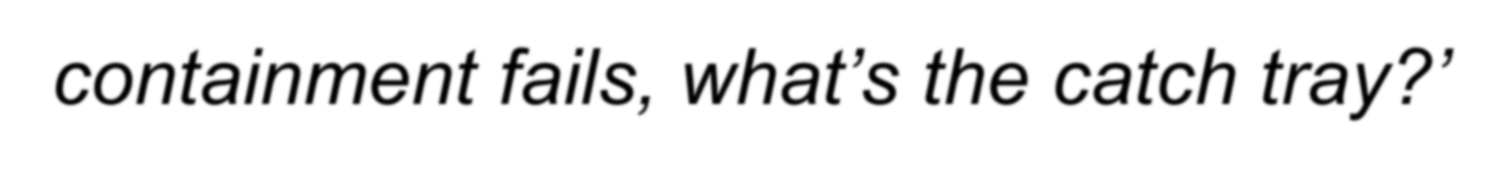 containment fails, what’s the catch tray?’